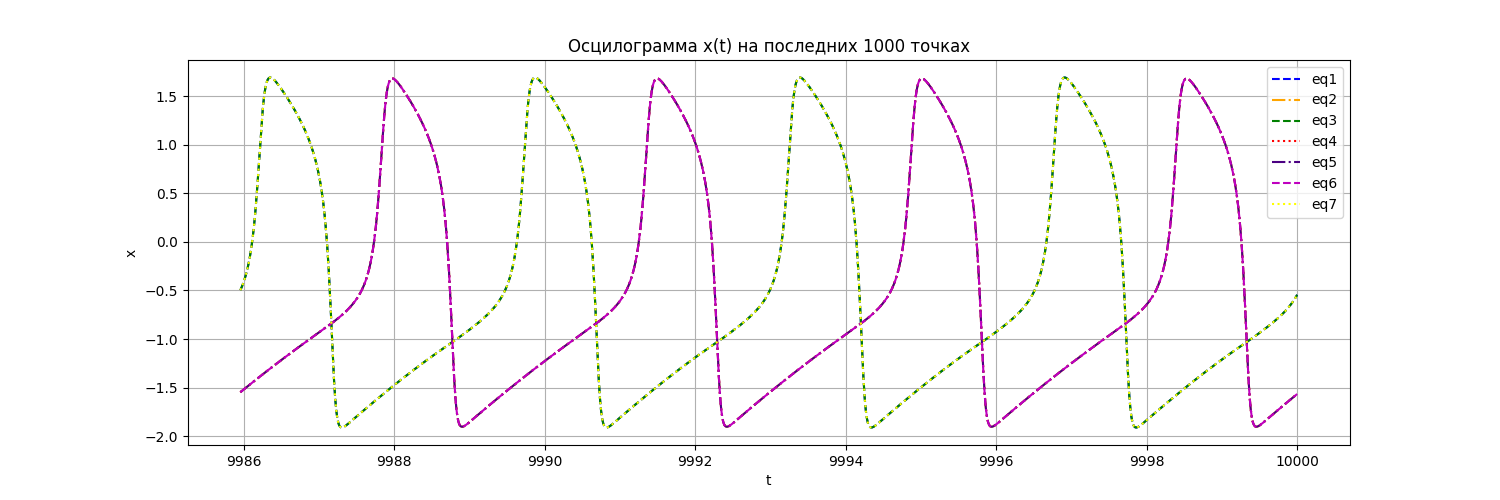 Осцилограмма x(t) на последних 1000 точках
x
1.5
1.0
0.5
0.0
−0.5
−1.0
−1.5
−2.0
9986
9988
9990
9992
9994
9996
9998
10000
t
eq1
eq2
eq3
eq4
eq5
eq6
eq7